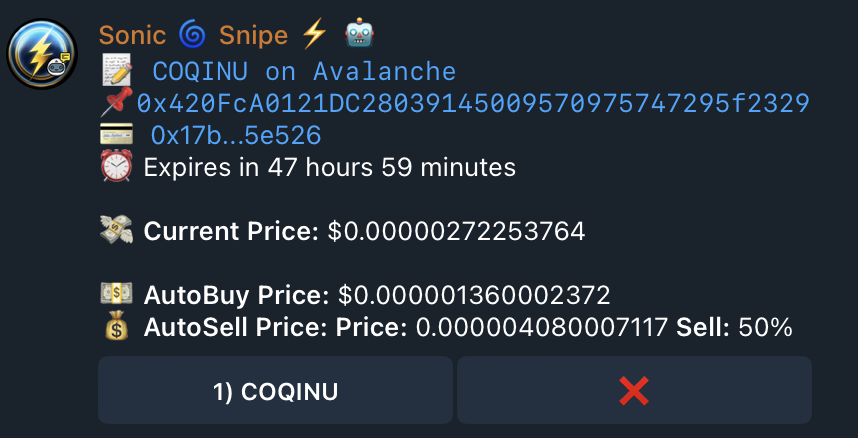 Sonic 🌀 Snipe ⚡ 🤖
📝 COQINU on Avalanche
📌0x420FcA0121DC28039145009570975747295f2329
💳 0x17b...5e526
⏰ Expires in 47 hours 59 minutes
💸 Current Price: $0.00000272253764
💵 AutoBuy Price: $0.000001360002372
💰 AutoSell Price: Price: 0.000004080007117 Sell: 50%
1) COQINU ❌